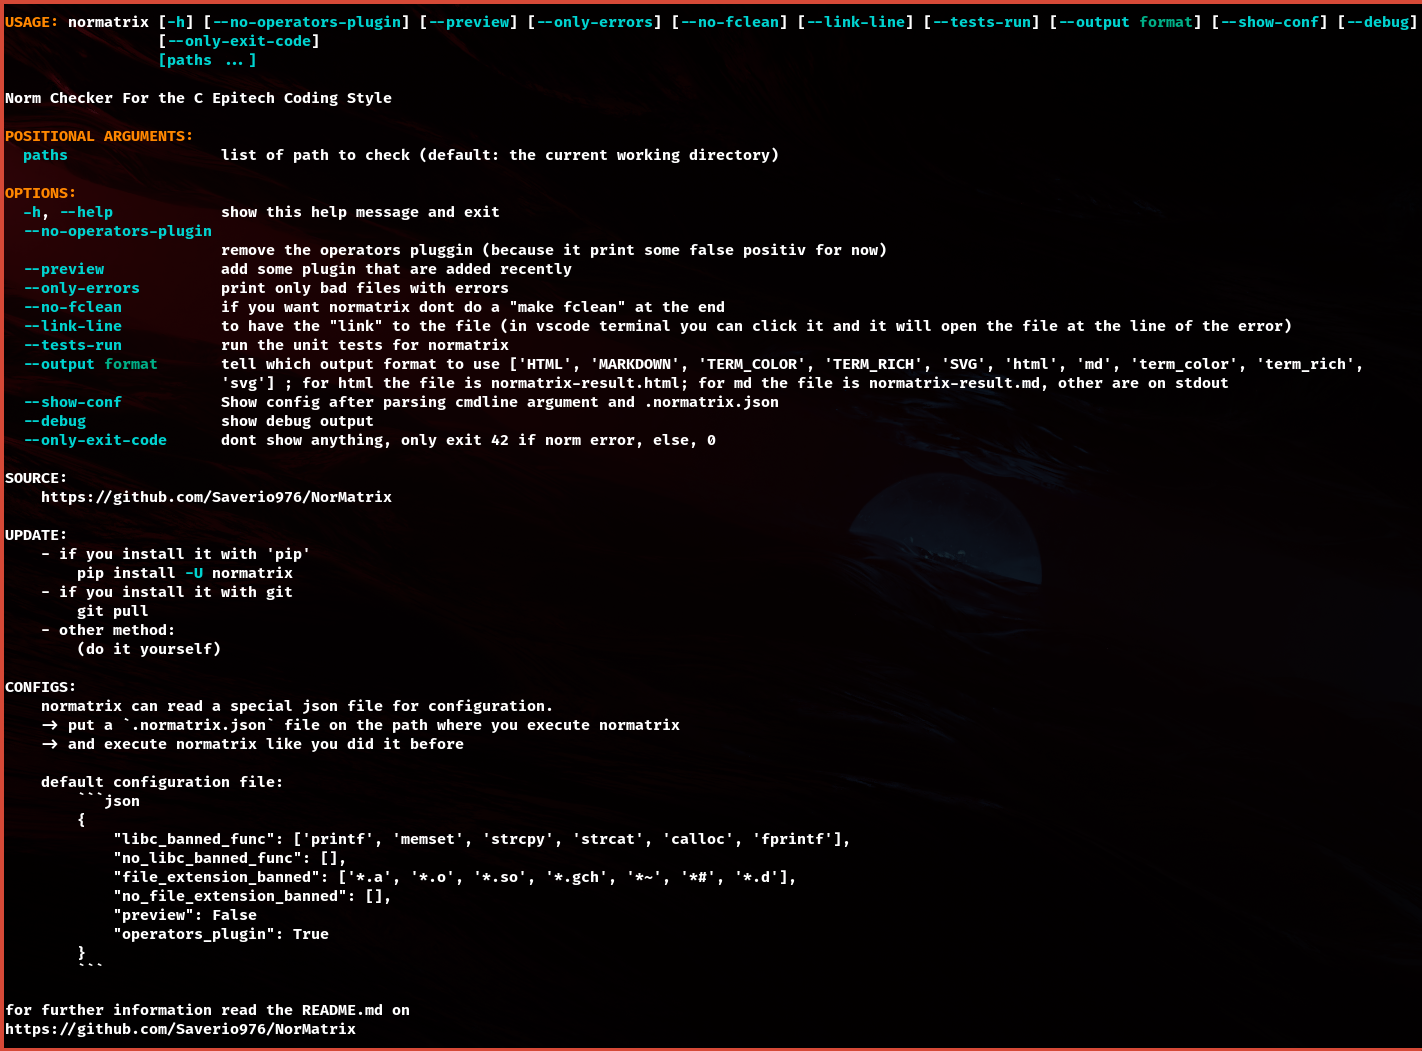 USAGE: normatrix [-h] [--no-operators-plugin] [--preview] [--only-errors] [--no-fclean] [--link-line] [--tests-run] [--output format] [--show-conf] [--debug]
[--only-exit-code]
[paths ...]
Norm Checker For the C Epitech Coding Style
POSITIONAL ARGUMENTS:
paths list of path to check (default: the current working directory)
OPTIONS:
-h, --help show this help message and exit
--no-operators-plugin
remove the operators pluggin (because it print some false positiv for now)
--preview add some plugin that are added recently
--only-errors print only bad files with errors
--no-fclean if you want normatrix dont do a "make fclean" at the end
--link-line to have the "link" to the file (in vscode terminal you can click it and it will open the file at the line of the error)
--tests-run run the unit tests for normatrix
--output format tell which output format to use ['HTML', 'MARKDOWN', 'TERM_COLOR', 'TERM_RICH', 'SVG', 'html', 'md', 'term_color', 'term_rich',
'svg'] ; for html the file is normatrix-result.html; for md the file is normatrix-result.md, other are on stdout
--show-conf Show config after parsing cmdline argument and .normatrix.json
--debug show debug output
--only-exit-code dont show anything, only exit 42 if norm error, else, 0
SOURCE:
https://github.com/Saverio976/NorMatrix
UPDATE:
- if you install it with 'pip'
pip install -U normatrix
- if you install it with git
git pull
- other method:
(do it yourself)
CONFIGS:
normatrix can read a special json file for configuration.
-> put a `.normatrix.json` file on the path where you execute normatrix
-> and execute normatrix like you did it before
default configuration file:
```json
{
"libc_banned_func": ['printf', 'memset', 'strcpy', 'strcat', 'calloc', 'fprintf'],
"no_libc_banned_func": [],
"file_extension_banned": ['*.a', '*.o', '*.so', '*.gch', '*~', '*#', '*.d'],
"no_file_extension_banned": [],
"preview": False
"operators_plugin": True
}
```
for further information read the README.md on
https://github.com/Saverio976/NorMatrix